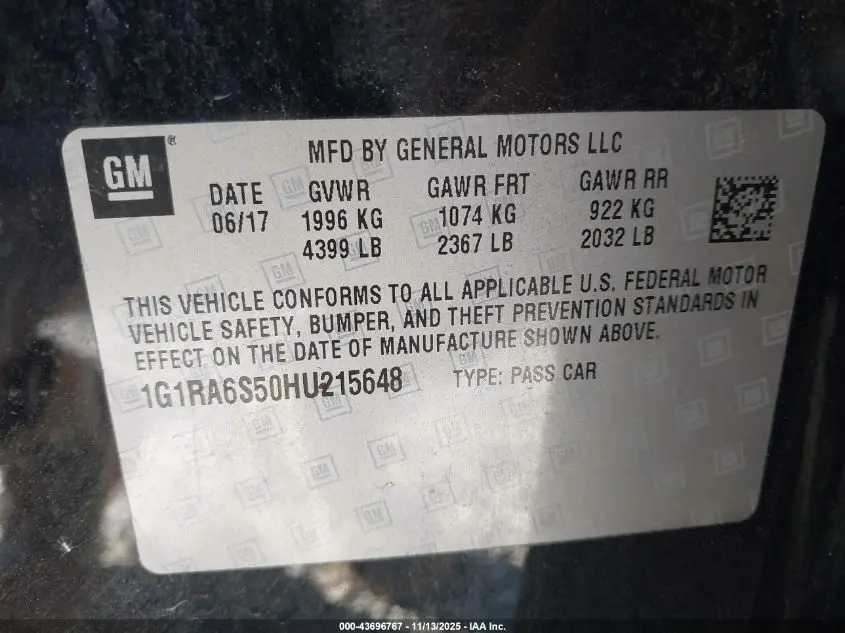 GM ®
MFD BY GENERAL MOTORS LLC
DATE GVWR GAWR FRT GAWR RR
06/17 1996 KG 1074 KG 922 KG
4399 LB 2367 LB 2032 LB
THIS VEHICLE CONFORMS TO ALL APPLICABLE U.S. FEDERAL MOTOR
VEHICLE SAFETY, BUMPER, AND THEFT PREVENTION STANDARDS IN
EFFECT ON THE DATE OF MANUFACTURE SHOWN ABOVE.
1G1RA6S50HU215648 TYPE: PASS CAR
000-43696767 - 11/13/2025 - IAA Inc.